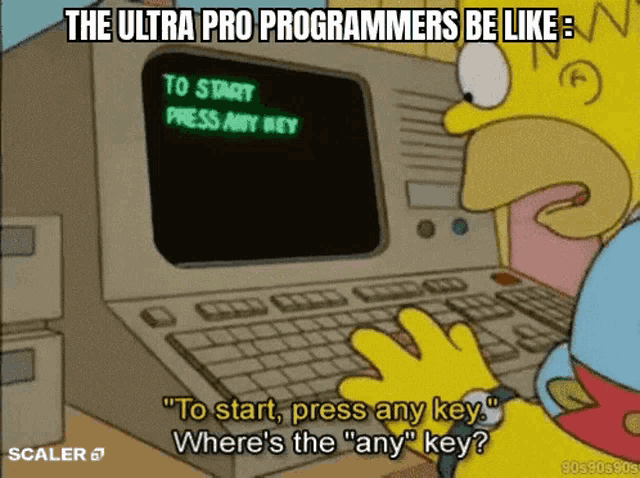 THE ULTRA PRO PROGRAMMERS BE LIKE :
TO START
PRESS ANY KEY
"To start, press any key."
Where's the "any" key?
SCALER
90s90s90s